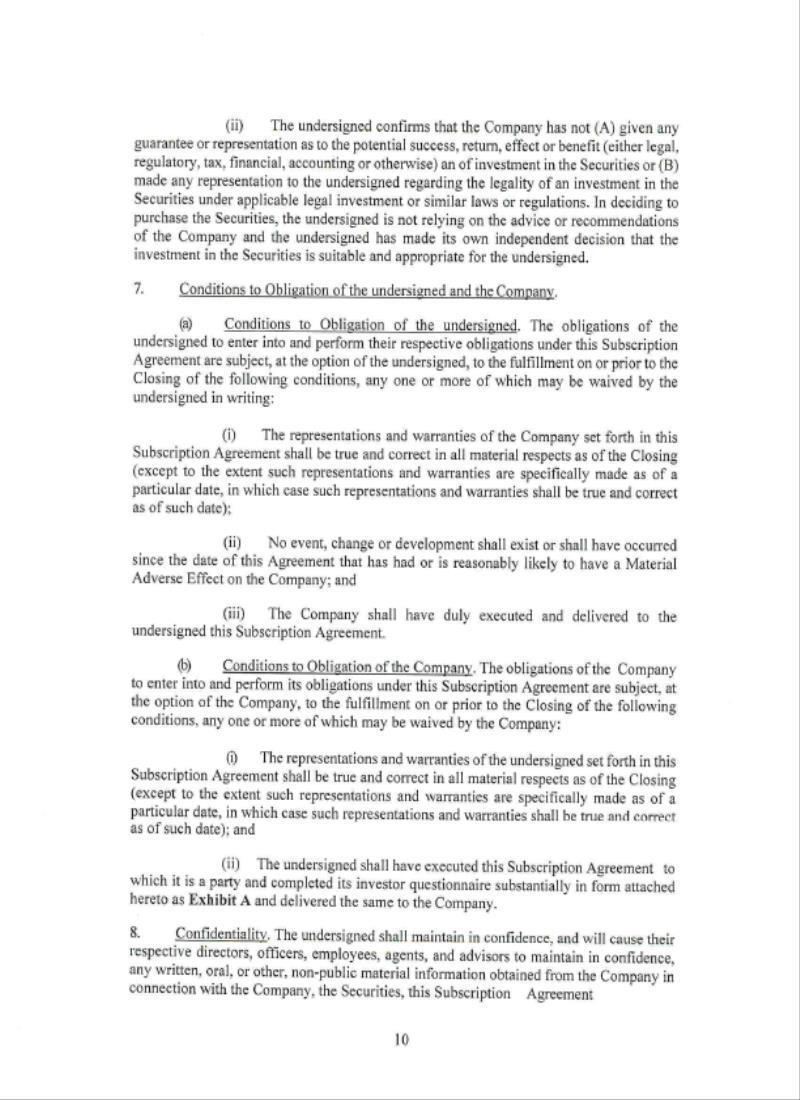 (ii) The undersigned confirms that the Company has not (A) given any
guarantee or representation as to the potential success, return, effect or benefit (either legal,
regulatory, tax, financial, accounting or otherwise) an of investment in the Securities or (B)
made any representation to the undersigned regarding the legality of an investment in the
Securities under applicable legal investment or similar laws or regulations. In deciding to
purchase the Securities, the undersigned is not relying on the advice or recommendations
of the Company and the undersigned has made its own independent decision that the
investment in the Securities is suitable and appropriate for the undersigned.
7. Conditions to Obligation of the undersigned and the Company.
(a) Conditions to Obligation of the undersigned. The obligations of the
undersigned to enter into and perform their respective obligations under this Subscription
Agreement are subject, at the option of the undersigned, to the fulfillment on or prior to the
Closing of the following conditions, any one or more of which may be waived by the
undersigned in writing:
(i) The representations and warranties of the Company set forth in this
Subscription Agreement shall be true and correct in all material respects as of the Closing
(except to the extent such representations and warranties are specifically made as of a
particular date, in which case such representations and warranties shall be true and correct
as of such date);
(ii) No event, change or development shall exist or shall have occurred
since the date of this Agreement that has had or is reasonably likely to have a Material
Adverse Effect on the Company; and
(iii) The Company shall have duly executed and delivered to the
undersigned this Subscription Agreement.
(b) Conditions to Obligation of the Company. The obligations of the Company
to enter into and perform its obligations under this Subscription Agreement are subject, at
the option of the Company, to the fulfillment on or prior to the Closing of the following
conditions, any one or more of which may be waived by the Company:
(i) The representations and warranties of the undersigned set forth in this
Subscription Agreement shall be true and correct in all material respects as of the Closing
(except to the extent such representations and warranties are specifically made as of a
particular date, in which case such representations and warranties shall be true and correct
as of such date); and
(ii) The undersigned shall have executed this Subscription Agreement to
which it is a party and completed its investor questionnaire substantially in form attached
hereto as Exhibit A and delivered the same to the Company.
8. Confidentiality. The undersigned shall maintain in confidence, and will cause their
respective directors, officers, employees, agents, and advisors to maintain in confidence,
any written, oral, or other, non-public material information obtained from the Company in
connection with the Company, the Securities, this Subscription Agreement
10